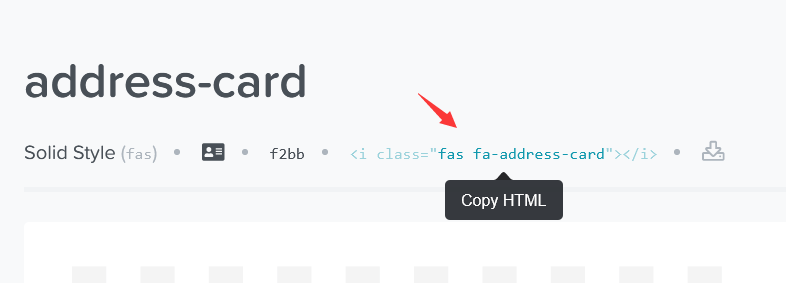 address-card
Solid Style (fas) • f2bb • <i class="fas fa-address-card"></i> •
Copy HTML